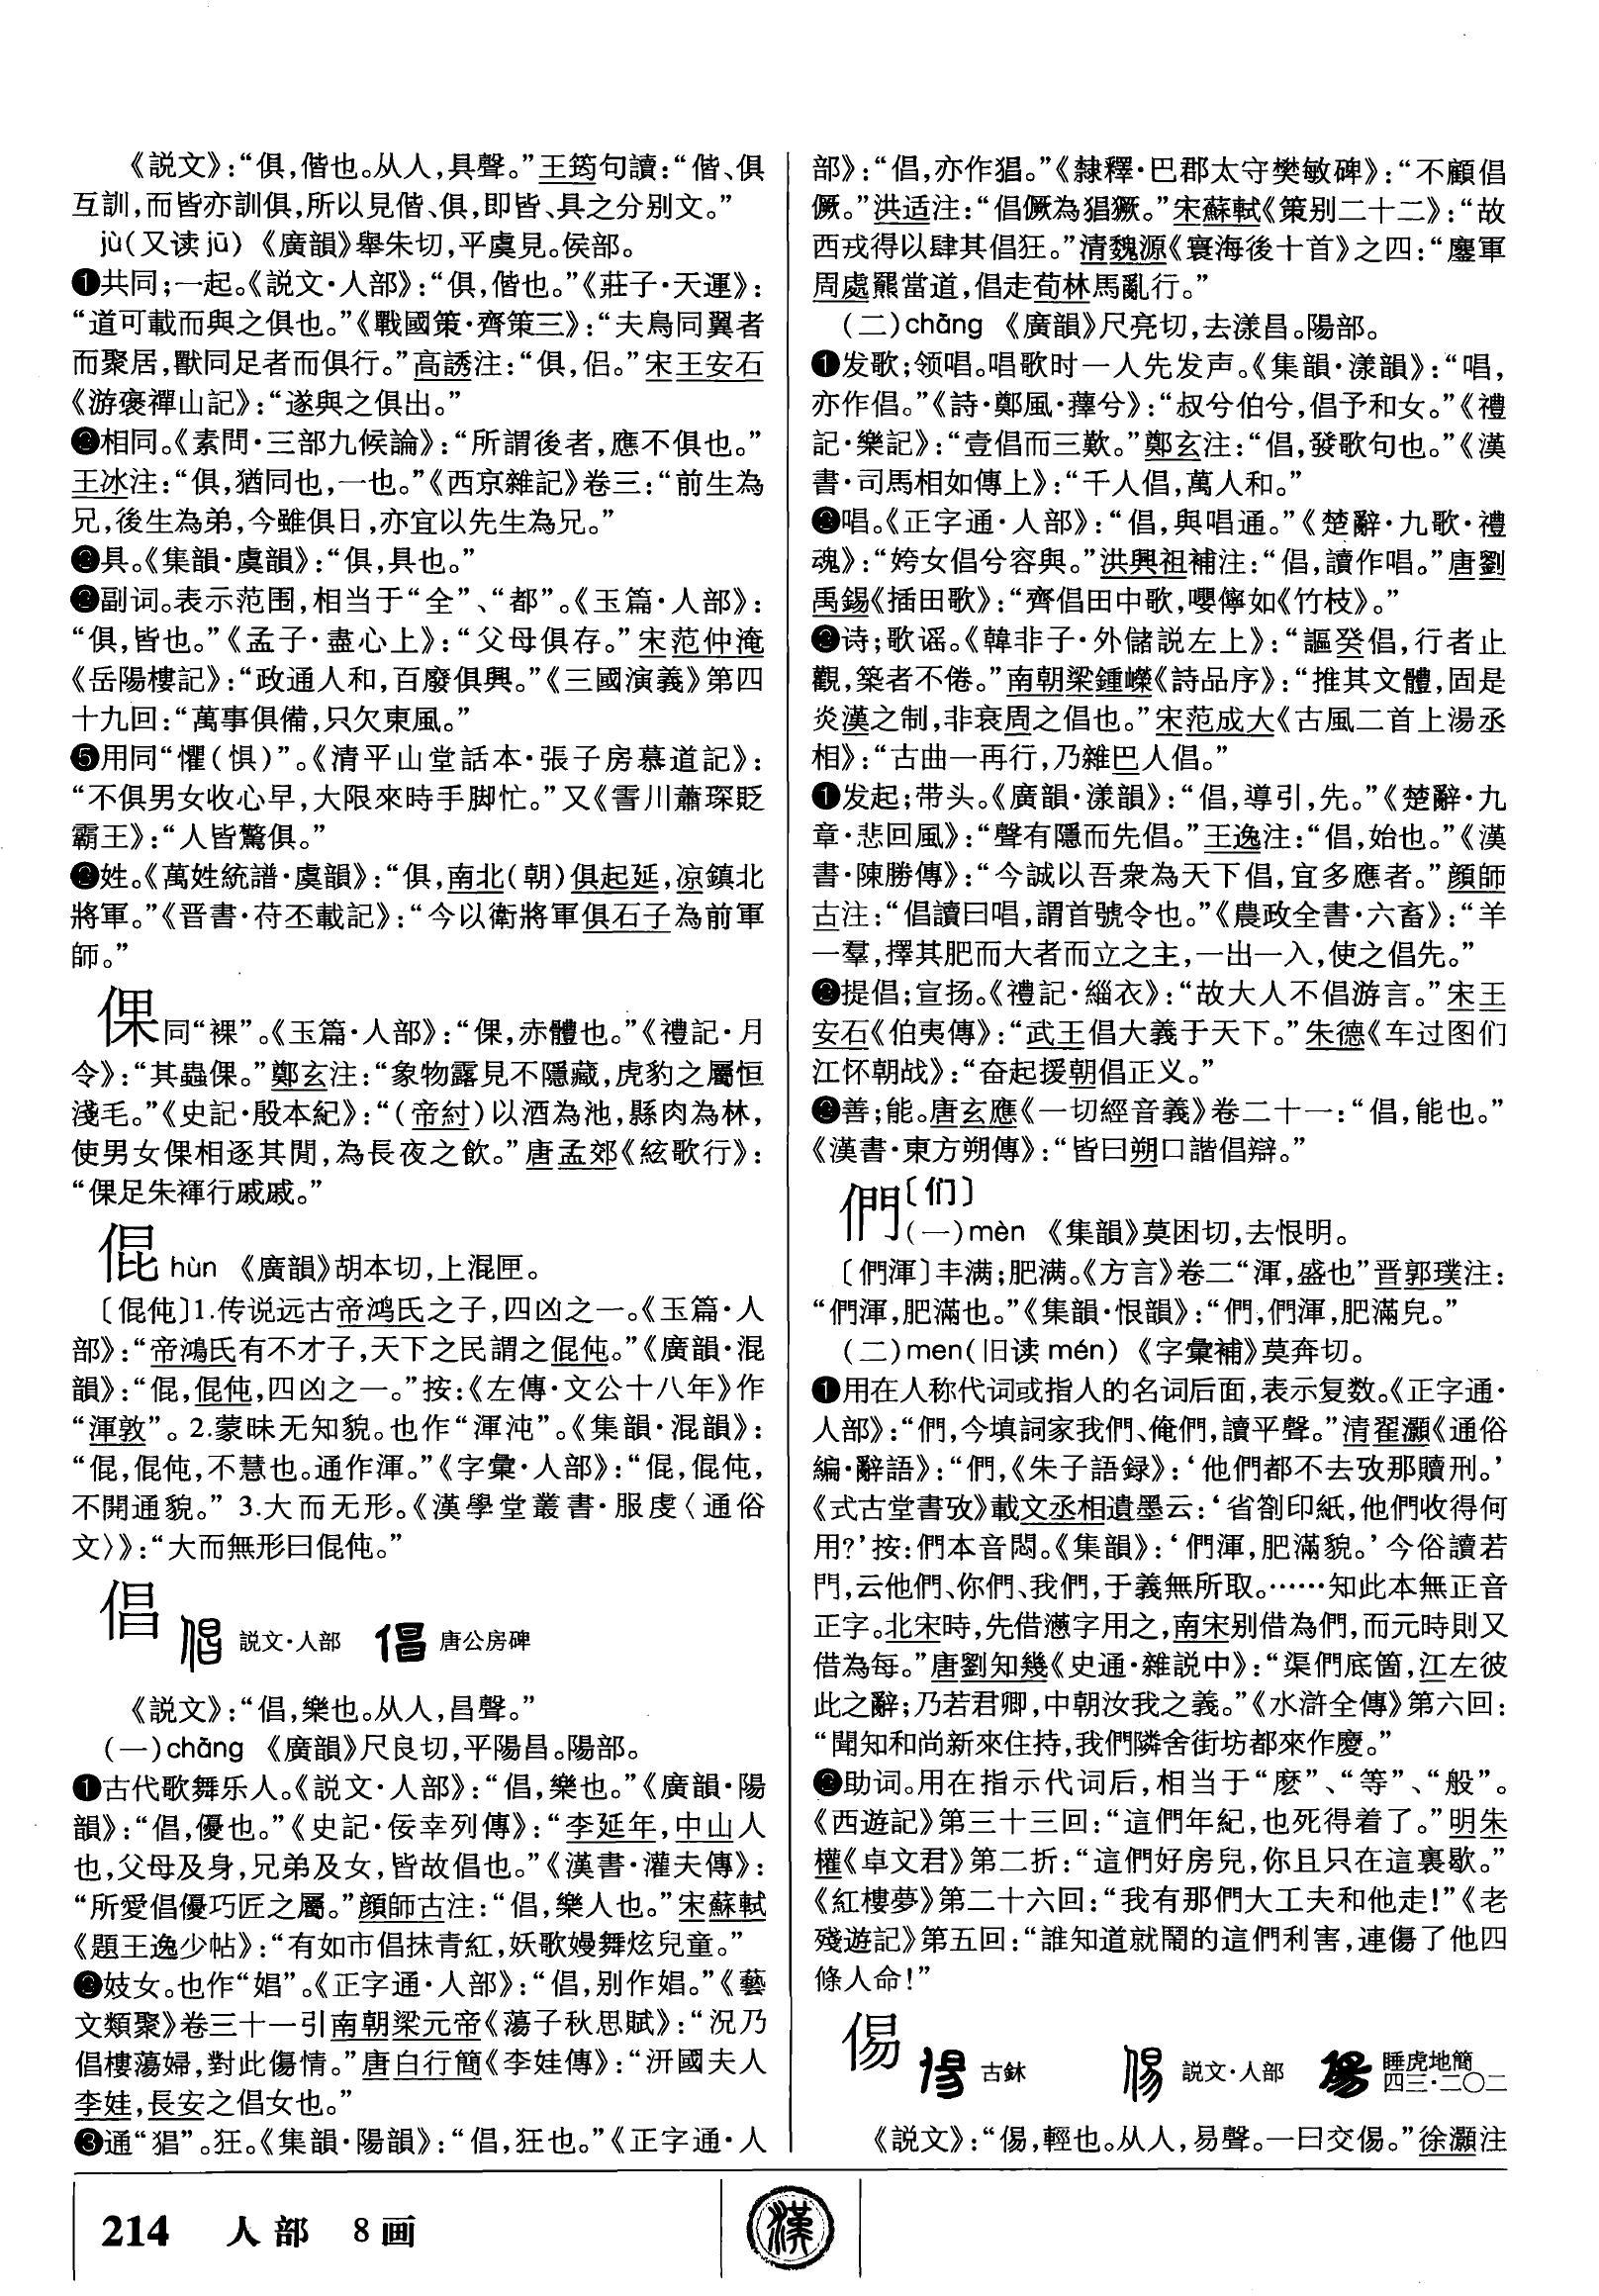 《説文》：“俱，偕也。从人，具聲。”王筠句讀：“偕、俱
互訓，而皆亦訓俱，所以見偕、俱，即皆、具之分别文。”
jù（又读jū）《廣韻》舉朱切，平虞見。侯部。
❶共同；一起。《説文·人部》：“俱，偕也。”《莊子·天運》：
“道可載而與之俱也。”《戰國策·齊策三》：“夫鳥同翼者
而聚居，獸同足者而俱行。”高誘注：“俱，侣。”宋王安石
《游褒禪山記》：“遂與之俱出。”
❷相同。《素問·三部九候論》：“所謂後者，應不俱也。”
王冰注：“俱，猶同也，一也。”《西京雜記》卷三：“前生為
兄，後生為弟，今雖俱日，亦宜以先生為兄。”
❷具。《集韻·虞韻》：“俱，具也。”
❷副词。表示范围，相当于“全”、“都”。《玉篇·人部》：
“俱，皆也。”《孟子·盡心上》：“父母俱存。”宋范仲淹
《岳陽樓記》：“政通人和，百廢俱興。”《三國演義》第四
十九回：“萬事俱備，只欠東風。”
❺用同“懼（惧）”。《清平山堂話本·張子房慕道記》：
“不俱男女收心早，大限來時手脚忙。”又《霅川蕭琛貶
霸王》：“人皆驚俱。”
❷姓。《萬姓統譜·虞韻》：“俱，南北（朝）俱起延，凉鎮北
將軍。”《晋書·苻丕載記》：“今以衛將軍俱石子為前軍
師。”
倮同“裸”。《玉篇·人部》：“倮，赤體也。”《禮記·月
令》：“其蟲倮。”鄭玄注：“象物露見不隱藏，虎豹之屬恒
淺毛。”《史記·殷本紀》：“（帝紂）以酒為池，縣肉為林，
使男女倮相逐其閒，為長夜之飲。”唐孟郊《絃歌行》：
“倮足朱褌行戚戚。”
倱 hùn 《廣韻》胡本切，上混匣。
〔倱伅〕1.传说远古帝鸿氏之子，四凶之一。《玉篇·人
部》：“帝鴻氏有不才子，天下之民謂之倱伅。”《廣韻·混
韻》：“倱，倱伅，四凶之一。”按：《左傳·文公十八年》作
“渾敦”。2.蒙昧无知貌。也作“渾沌”。《集韻·混韻》：
“倱，倱伅，不慧也。通作渾。”《字彙·人部》：“倱，倱伅，
不開通貌。”3.大而无形。《漢學堂叢書·服虔〈通俗
文〉》：“大而無形曰倱伅。”
倡 説文·人部 唐公房碑
《説文》：“倡，樂也。从人，昌聲。”
（一）chāng 《廣韻》尺良切，平陽昌。陽部。
❶古代歌舞乐人。《説文·人部》：“倡，樂也。”《廣韻·陽
韻》：“倡，優也。”《史記·佞幸列傳》：“李延年，中山人
也，父母及身，兄弟及女，皆故倡也。”《漢書·灌夫傳》：
“所愛倡優巧匠之屬。”顔師古注：“倡，樂人也。”宋蘇軾
《題王逸少帖》：“有如市倡抹青紅，妖歌嫚舞炫兒童。”
❷妓女。也作“娼”。《正字通·人部》：“倡，别作娼。”《藝
文類聚》卷三十一引南朝梁元帝《蕩子秋思賦》：“況乃
倡樓蕩婦，對此傷情。”唐白行簡《李娃傳》：“汧國夫人
李娃，長安之倡女也。”
❸通“猖”。狂。《集韻·陽韻》：“倡，狂也。”《正字通·人
部》：“倡，亦作猖。”《隸釋·巴郡太守樊敏碑》：“不顧倡
㒧。”洪适注：“倡㒧為猖獗。”宋蘇軾《策别二十二》：“故
西戎得以肆其倡狂。”清魏源《寰海後十首》之四：“鏖軍
周處羆當道，倡走荀林馬亂行。”
（二）chàng 《廣韻》尺亮切，去漾昌。陽部。
❶发歌；领唱。唱歌时一人先发声。《集韻·漾韻》：“唱，
亦作倡。”《詩·鄭風·蘀兮》：“叔兮伯兮，倡予和女。”《禮
記·樂記》：“壹倡而三歎。”鄭玄注：“倡，發歌句也。”《漢
書·司馬相如傳上》：“千人倡，萬人和。”
❷唱。《正字通·人部》：“倡，與唱通。”《楚辭·九歌·禮
魂》：“姱女倡兮容與。”洪興祖補注：“倡，讀作唱。”唐劉
禹錫《插田歌》：“齊倡田中歌，嚶儜如《竹枝》。”
❷诗；歌谣。《韓非子·外儲説左上》：“謳癸倡，行者止
觀，築者不倦。”南朝梁鍾嶸《詩品序》：“推其文體，固是
炎漢之制，非衰周之倡也。”宋范成大《古風二首上湯丞
相》：“古曲一再行，乃雜巴人倡。”
❶发起；带头。《廣韻·漾韻》：“倡，導引，先。”《楚辭·九
章·悲回風》：“聲有隱而先倡。”王逸注：“倡，始也。”《漢
書·陳勝傳》：“今誠以吾衆為天下倡，宜多應者。”顔師
古注：“倡讀曰唱，謂首號令也。”《農政全書·六畜》：“羊
一羣，擇其肥而大者而立之主，一出一入，使之倡先。”
❷提倡；宣扬。《禮記·緇衣》：“故大人不倡游言。”宋王
安石《伯夷傳》：“武王倡大義于天下。”朱德《车过图们
江怀朝战》：“奋起援朝倡正义。”
❷善；能。唐玄應《一切經音義》卷二十一：“倡，能也。”
《漢書·東方朔傳》：“皆曰朔口諧倡辯。”
們〔们〕
（一）mèn 《集韻》莫困切，去恨明。
〔們渾〕丰满；肥满。《方言》卷二“渾，盛也”晋郭璞注：
“們渾，肥滿也。”《集韻·恨韻》：“們，們渾，肥滿皃。”
（二）men（旧读mén）《字彙補》莫奔切。
❶用在人称代词或指人的名词后面，表示复数。《正字通·
人部》：“們，今填詞家我們、俺們，讀平聲。”清翟灝《通俗
編·辭語》：“們，《朱子語録》：‘他們都不去攷那贖刑。’
《式古堂書攷》載文丞相遺墨云：‘省劄印紙，他們收得何
用？’按：們本音悶。《集韻》：‘們渾，肥滿貌。’今俗讀若
門，云他們、你們、我們，于義無所取。……知此本無正音
正字。北宋時，先借懑字用之，南宋别借為們，而元時則又
借為每。”唐劉知幾《史通·雜説中》：“渠們底箇，江左彼
此之辭；乃若君卿，中朝汝我之義。”《水滸全傳》第六回：
“聞知和尚新來住持，我們隣舍街坊都來作慶。”
❷助词。用在指示代词后，相当于“麽”、“等”、“般”。
《西遊記》第三十三回：“這們年紀，也死得着了。”明朱
權《卓文君》第二折：“這們好房兒，你且只在這裏歇。”
《紅樓夢》第二十六回：“我有那們大工夫和他走！”《老
殘遊記》第五回：“誰知道就鬧的這們利害，連傷了他四
條人命！”
傷 古鉥 説文·人部 睡虎地簡
四三·二〇二
《説文》：“㑥，輕也。从人，易聲。一曰交㑥。”徐灝注
214 人部 8画
漢